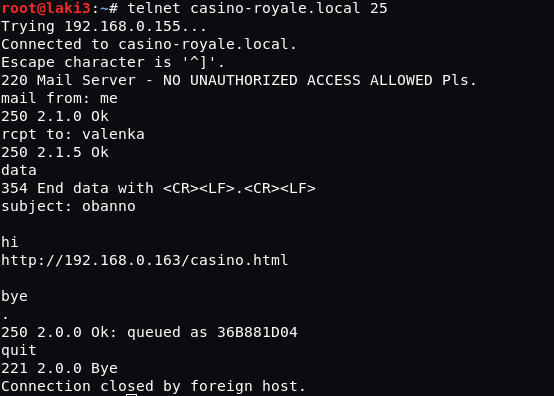 root@laki3:~# telnet casino-royale.local 25
Trying 192.168.0.155...
Connected to casino-royale.local.
Escape character is '^]'.
220 Mail Server - NO UNAUTHORIZED ACCESS ALLOWED Pls.
mail from: me
250 2.1.0 Ok
rcpt to: valenka
250 2.1.5 Ok
data
354 End data with <CR><LF>.<CR><LF>
subject: obanno
hi
http://192.168.0.163/casino.html
bye
.
250 2.0.0 Ok: queued as 36B881D04
quit
221 2.0.0 Bye
Connection closed by foreign host.